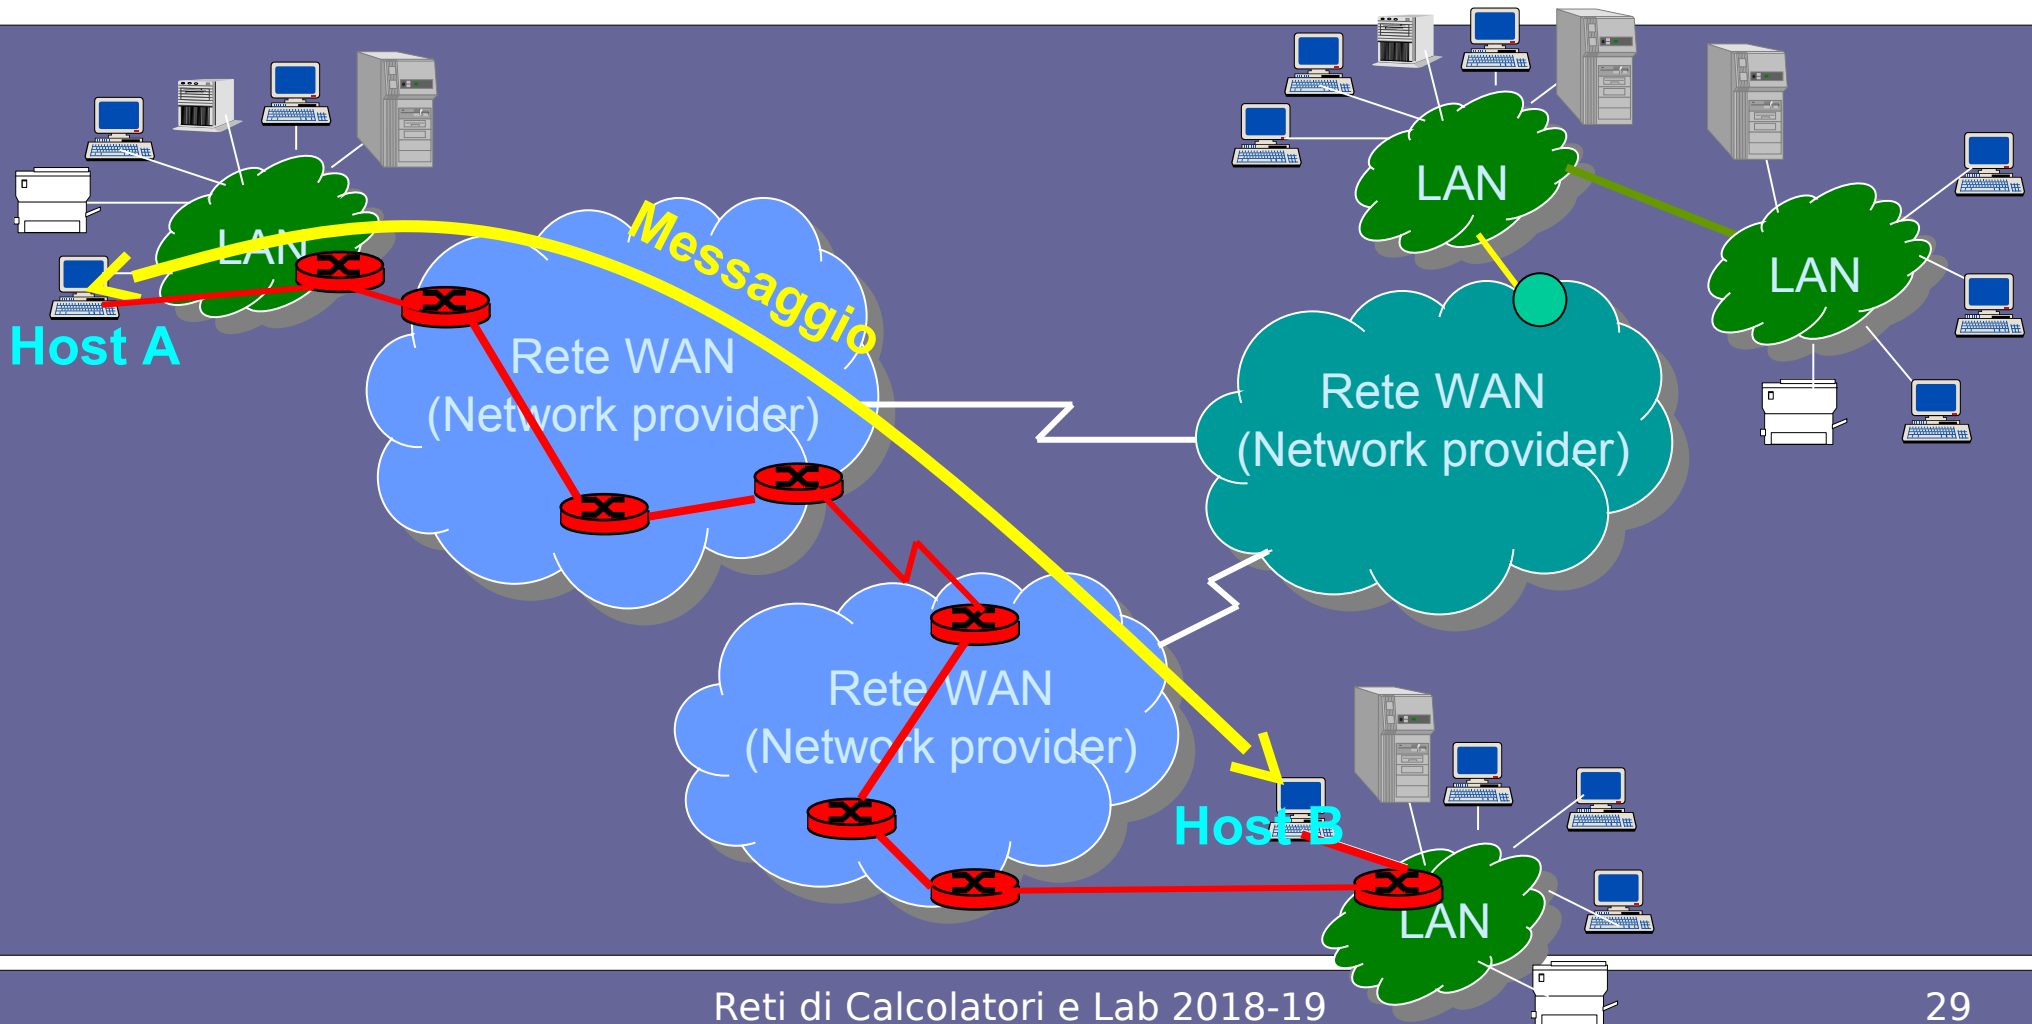 LAN
LAN
LAN
Host A
Messaggio
Rete WAN
(Network provider)
Rete WAN
(Network provider)
Rete WAN
(Network provider)
Host B
LAN
Reti di Calcolatori e Lab 2018-19
29